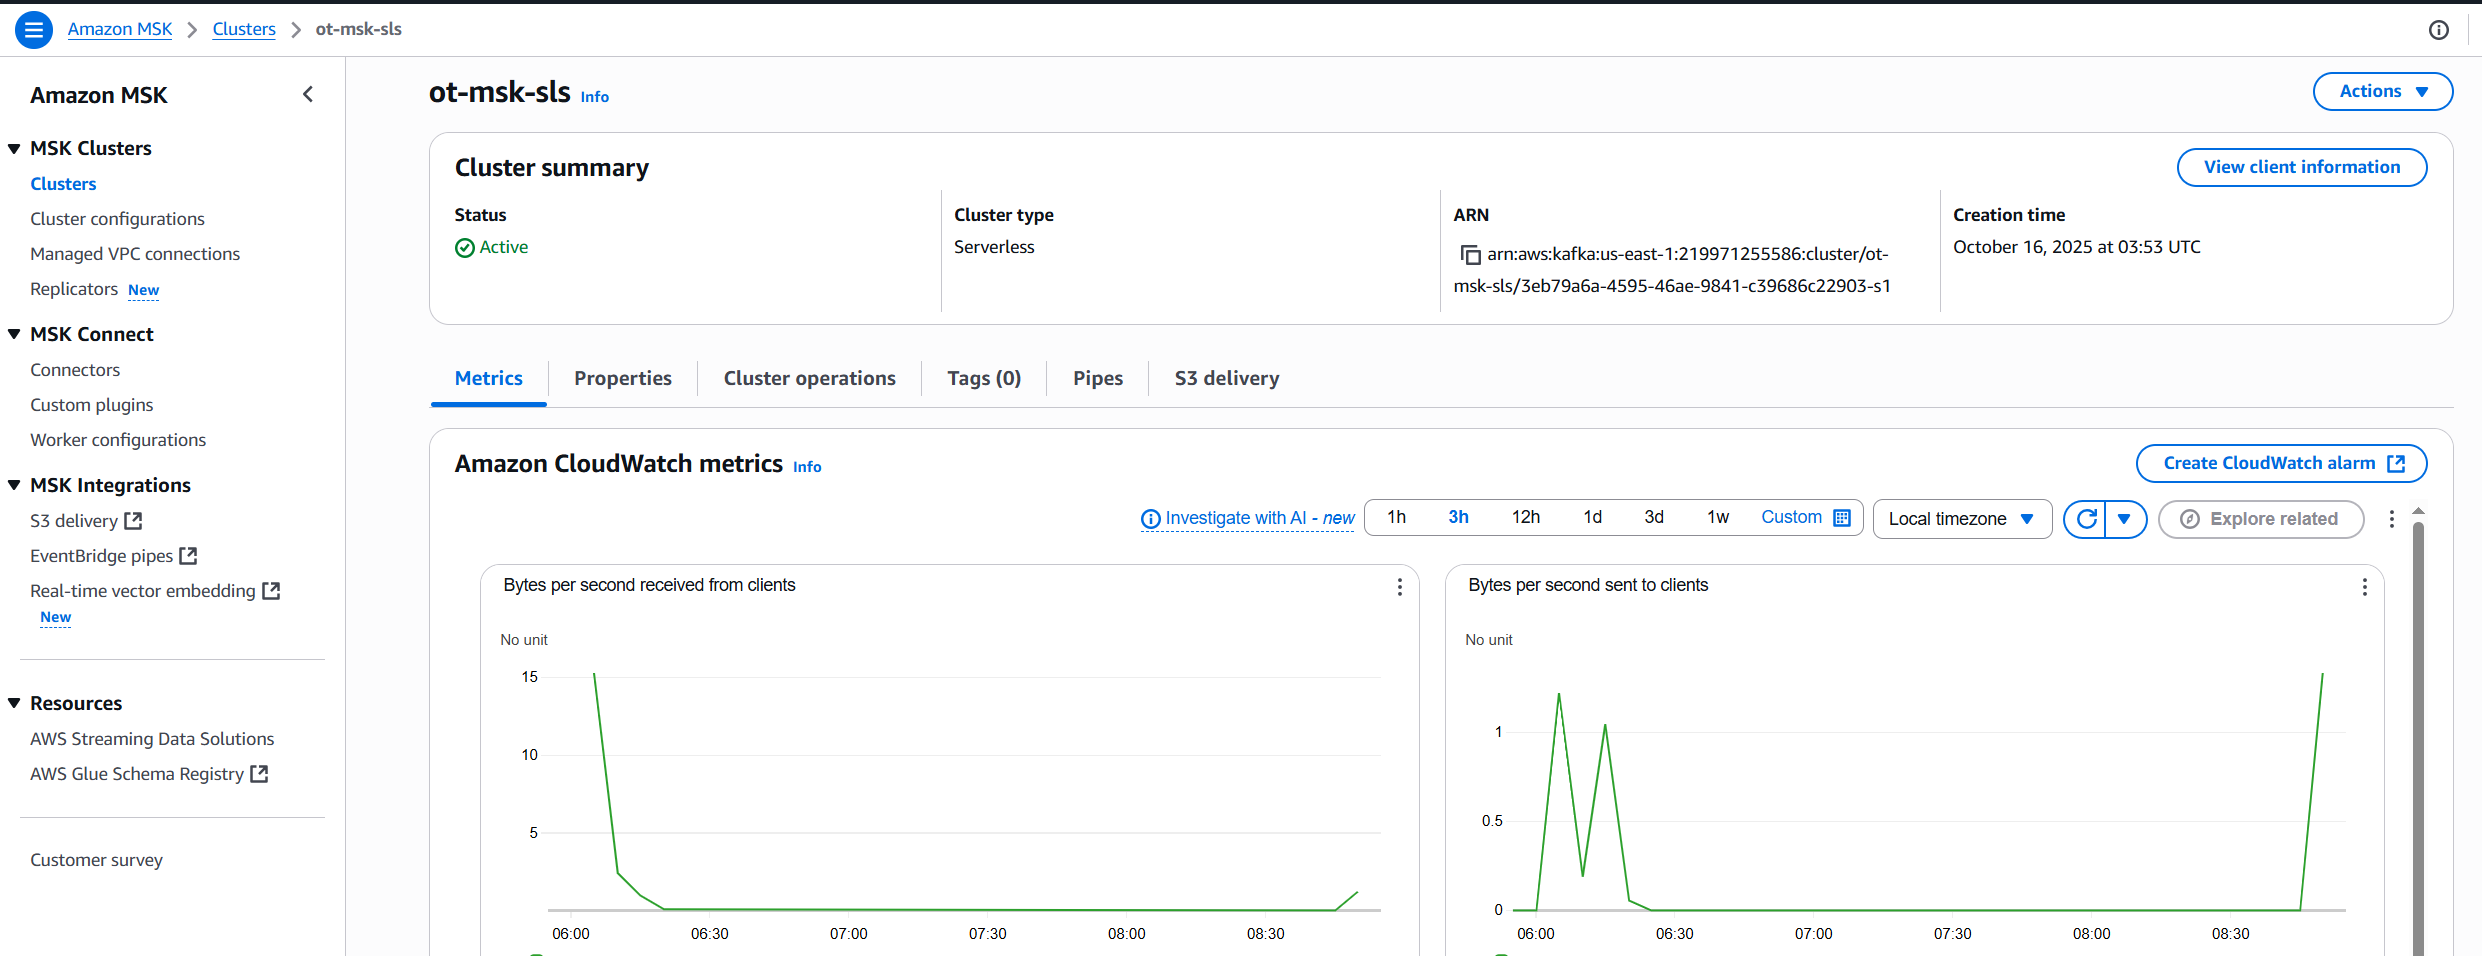 Amazon MSK > Clusters > ot-msk-sls
Amazon MSK
MSK Clusters
Clusters
Cluster configurations
Managed VPC connections
Replicators New
MSK Connect
Connectors
Custom plugins
Worker configurations
MSK Integrations
S3 delivery
EventBridge pipes
Real-time vector embedding
New
Resources
AWS Streaming Data Solutions
AWS Glue Schema Registry
Customer survey
ot-msk-sls Info
Actions
Cluster summary
View client information
Status
Active
Cluster type
Serverless
ARN
arn:aws:kafka:us-east-1:219971255586:cluster/ot-
msk-sls/3eb79a6a-4595-46ae-9841-c39686c22903-s1
Creation time
October 16, 2025 at 03:53 UTC
Metrics Properties Cluster operations Tags (0) Pipes S3 delivery
Amazon CloudWatch metrics Info
Create CloudWatch alarm
Investigate with AI - new 1h 3h 12h 1d 3d 1w Custom Local timezone Explore related
Bytes per second received from clients
No unit
15
10
5
06:00 06:30 07:00 07:30 08:00 08:30
Bytes per second sent to clients
No unit
1
0.5
0
06:00 06:30 07:00 07:30 08:00 08:30